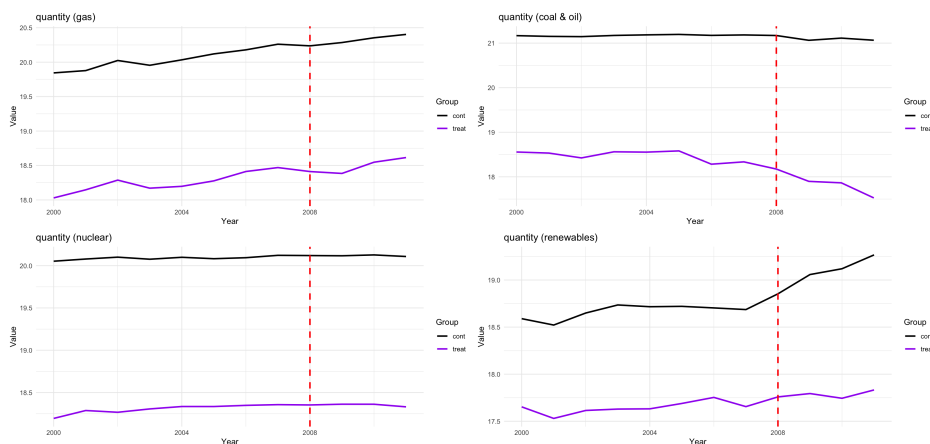 quantity (gas)
20.5
20.0
19.5
19.0
18.5
18.0
Value
2000
2004
2008
Year
Group
cont
treat
quantity (coal & oil)
21
20
19
18
Value
2000
2004
2008
Year
Group
quantity (nuclear)
20.0
19.5
19.0
18.5
Value
2000
2004
2008
Year
Group
cont
treat
quantity (renewables)
19.0
18.5
18.0
17.5
Value
2000
2004
2008
Year
Group